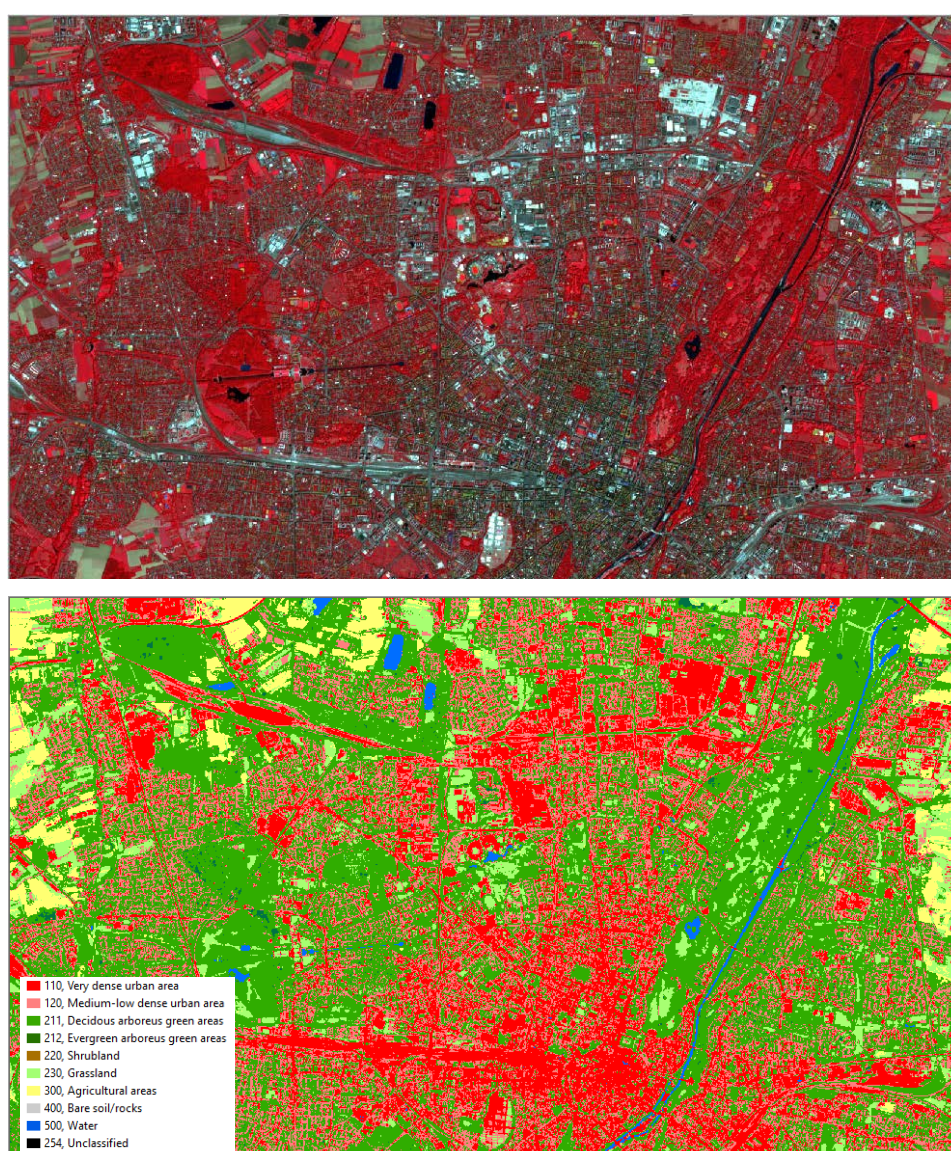 110, Very dense urban area
120, Medium-low dense urban area
211, Decidous arboreus green areas
212, Evergreen arboreus green areas
220, Shrubland
230, Grassland
300, Agricultural areas
400, Bare soil/rocks
500, Water
254, Unclassified